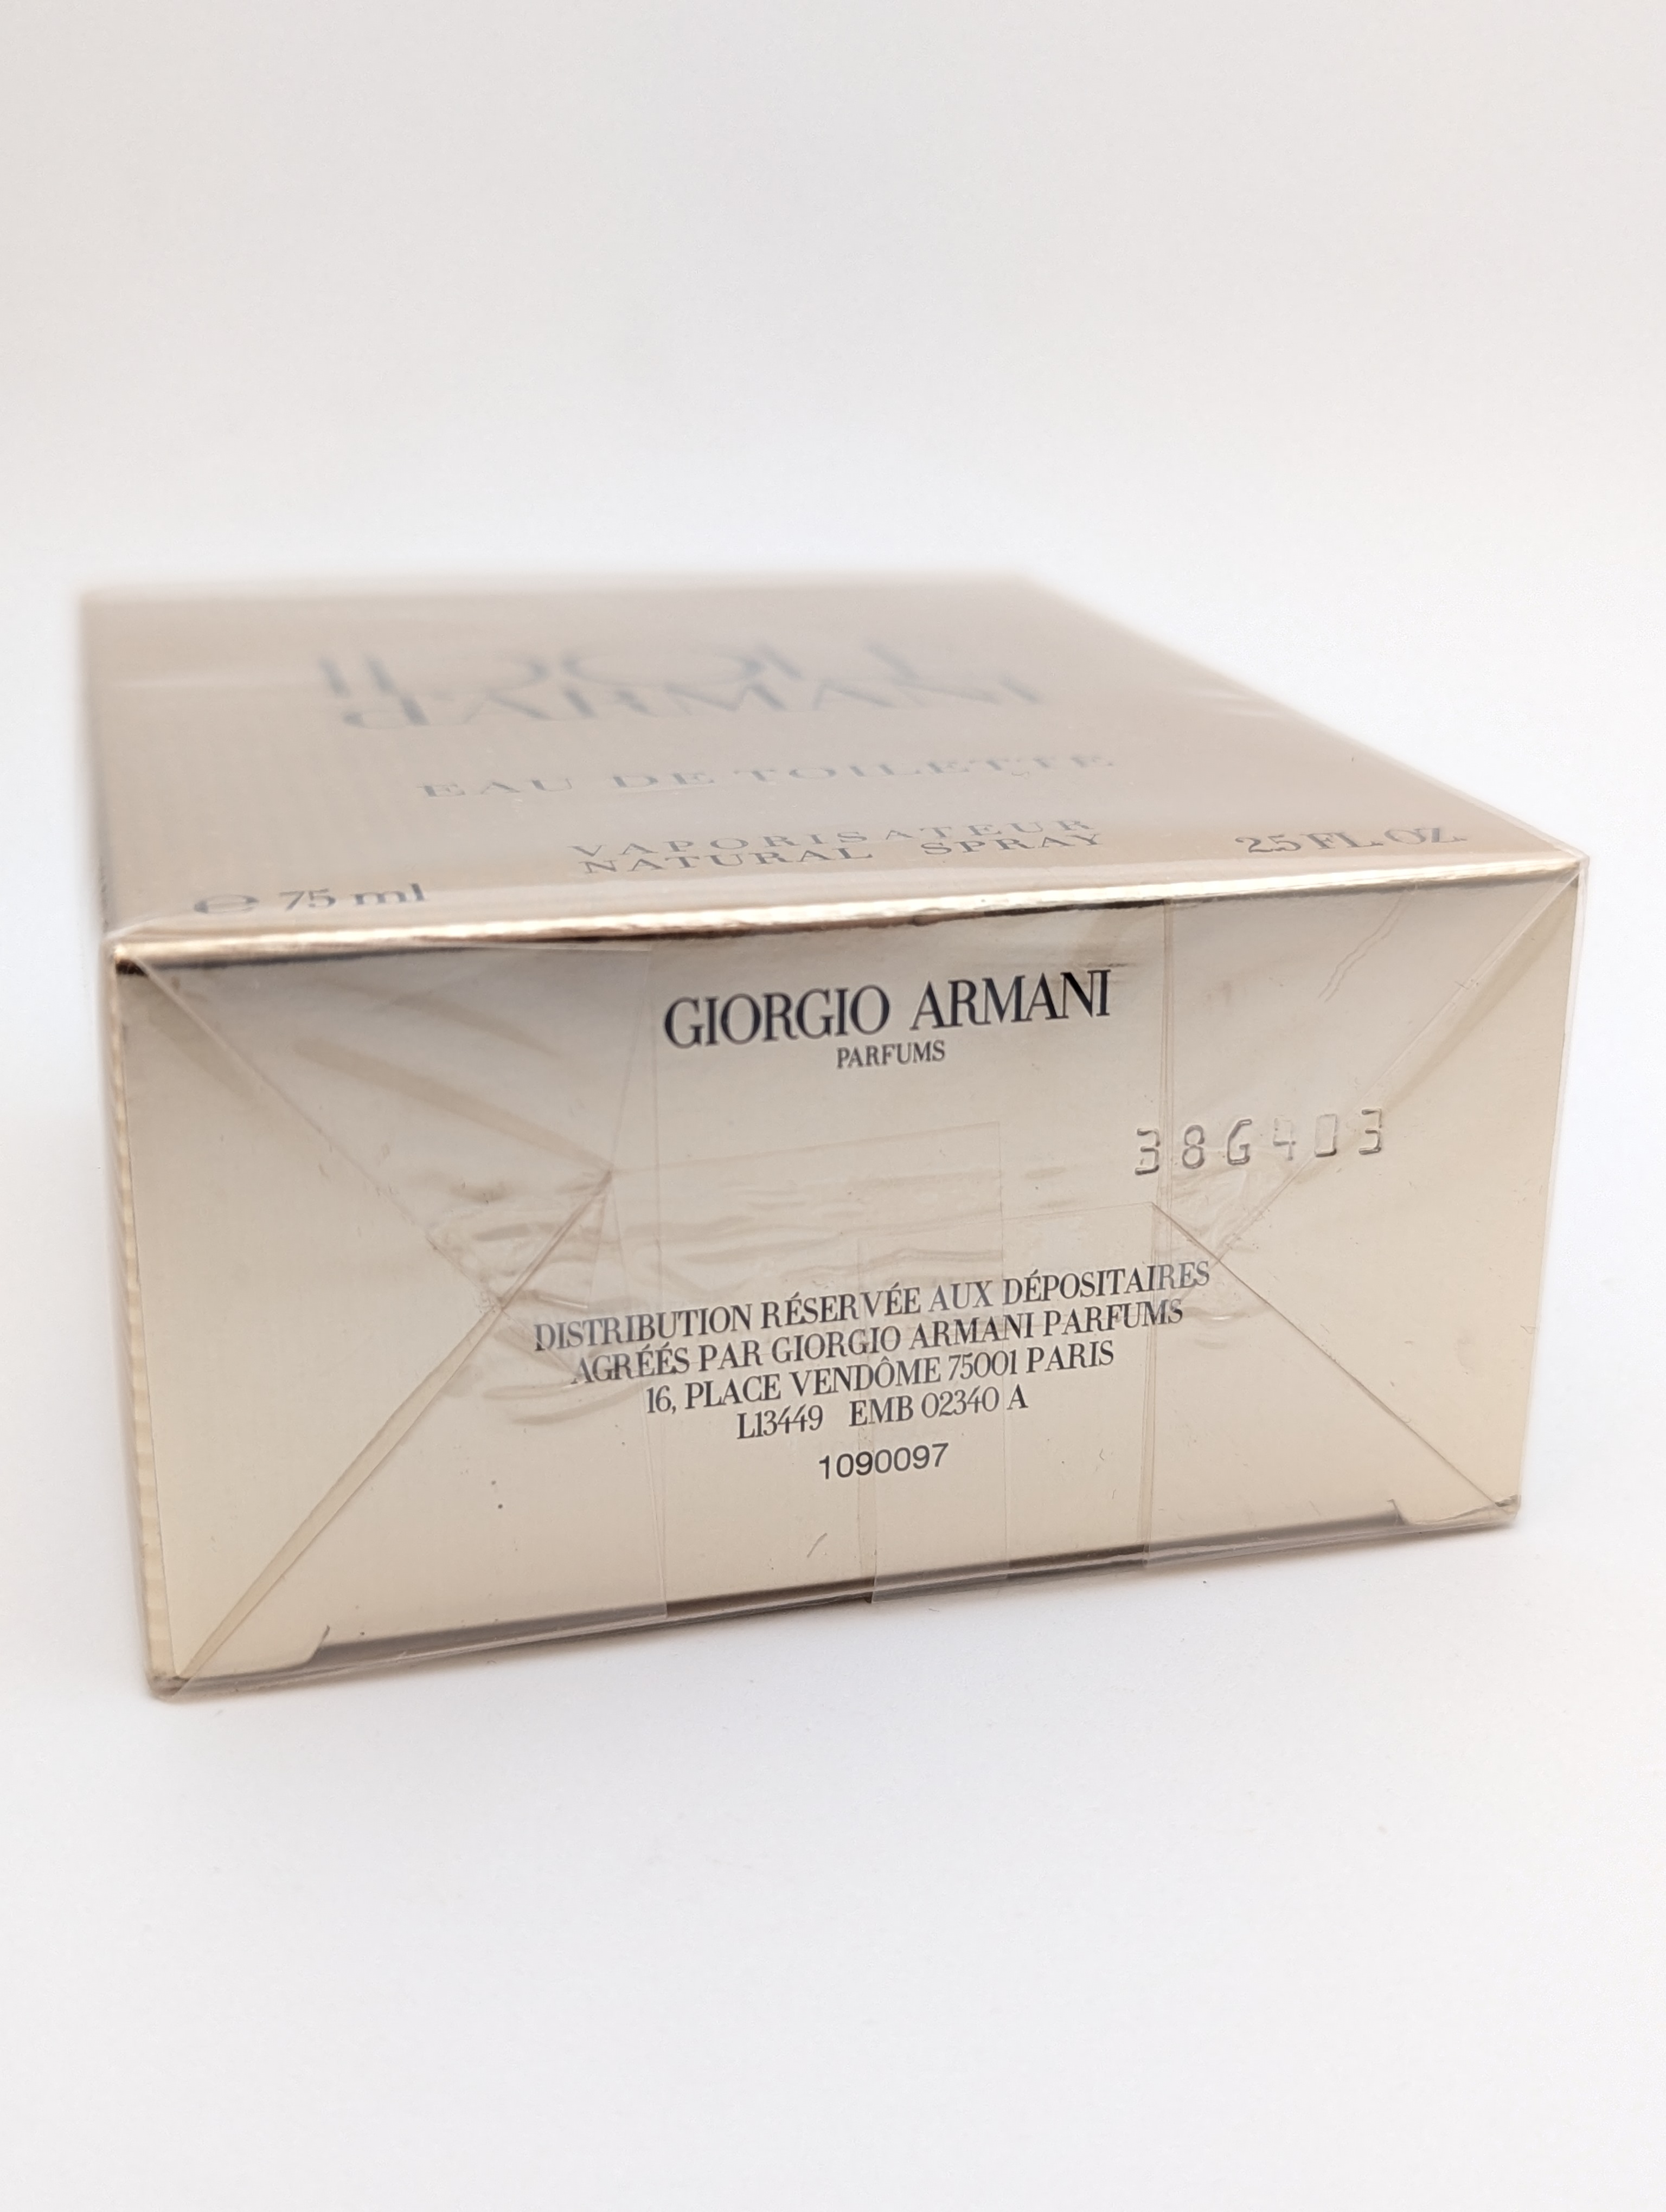 IDOLE
D'ARMANI
EAU DE TOILETTE
VAPORISATEUR
NATURAL SPRAY
℮ 75 ml
2.5 FL. OZ.
GIORGIO ARMANI
PARFUMS
38G403
DISTRIBUTION RÉSERVÉE AUX DÉPOSITAIRES
AGRÉÉS PAR GIORGIO ARMANI PARFUMS
16, PLACE VENDÔME 75001 PARIS
L13449 EMB 02340 A
1090097